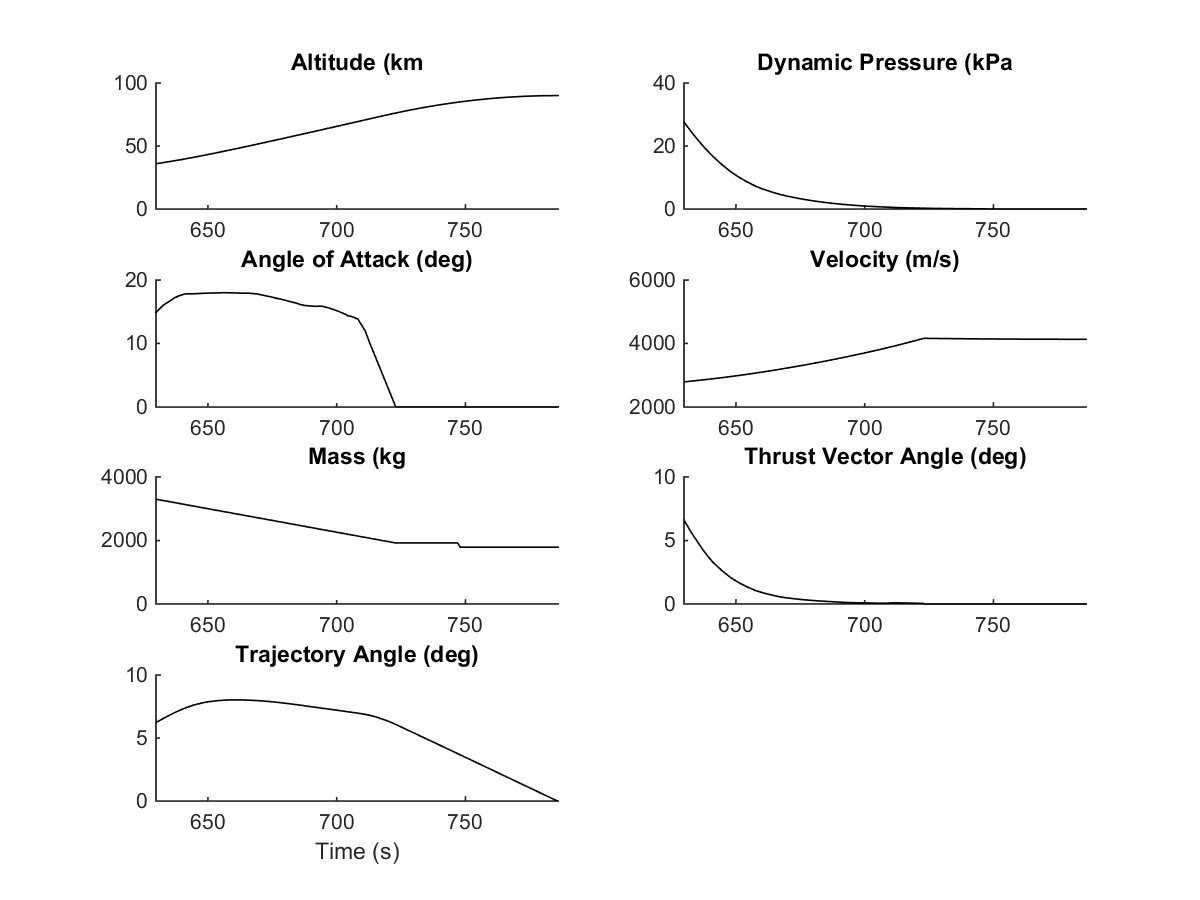 Altitude (km
100
50
0
650 700 750
Dynamic Pressure (kPa
40
20
0
650 700 750
Angle of Attack (deg)
20
10
0
650 700 750
Velocity (m/s)
6000
4000
2000
650 700 750
Mass (kg
4000
2000
0
650 700 750
Thrust Vector Angle (deg)
10
5
0
650 700 750
Trajectory Angle (deg)
10
5
0
650 700 750
Time (s)